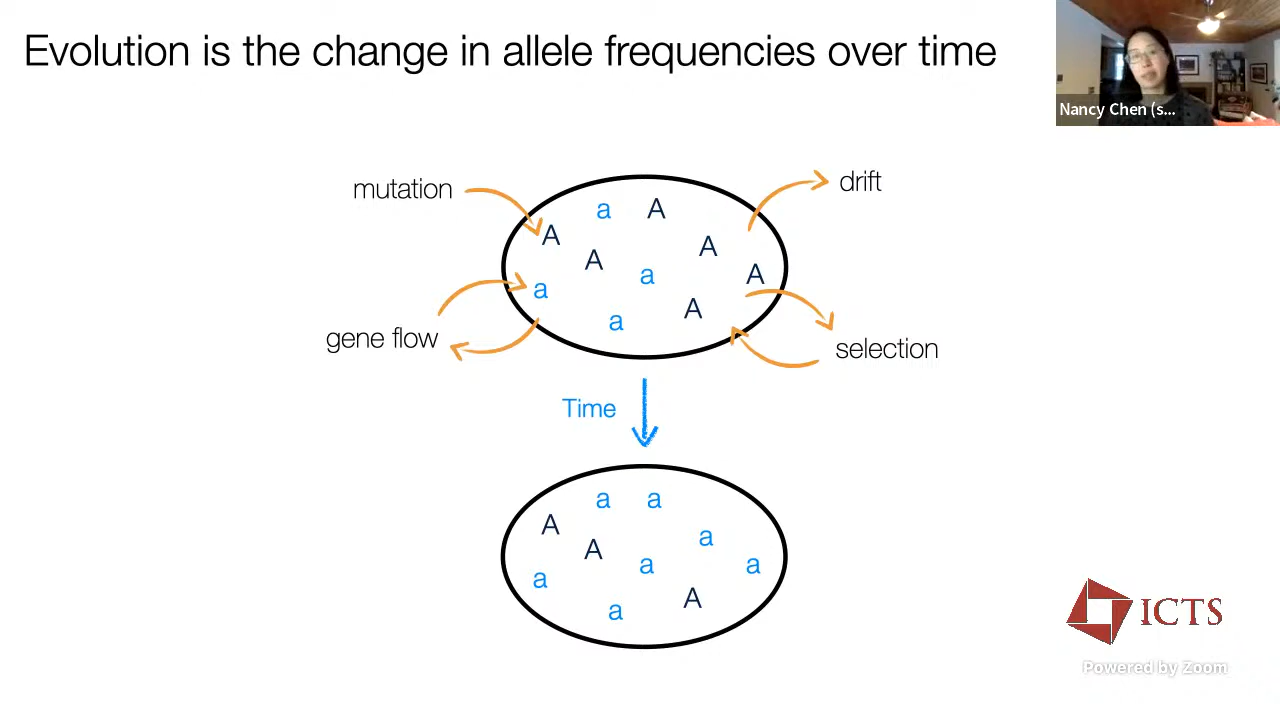 Evolution is the change in allele frequencies over time
Nancy Chen (s...
mutation
drift
a A
A
A
A
a
A
a
A
a
gene flow
selection
Time
a a
A
a
A
a
a
a
A
a
ICTS
Powered by Zoom